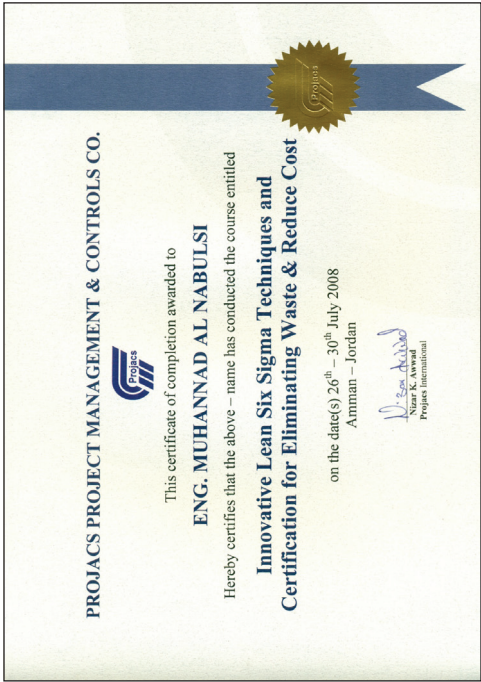 PROJACS PROJECT MANAGEMENT & CONTROLS CO.
Projacs
This certificate of completion awarded to
ENG. MUHANNAD AL NABULSI
Hereby certifies that the above – name has conducted the course entitled
Innovative Lean Six Sigma Techniques and
Certification for Eliminating Waste & Reduce Cost
on the date(s) 26th – 30th July 2008
Amman – Jordan
Nizar K. Awwad
Projacs International
Projacs